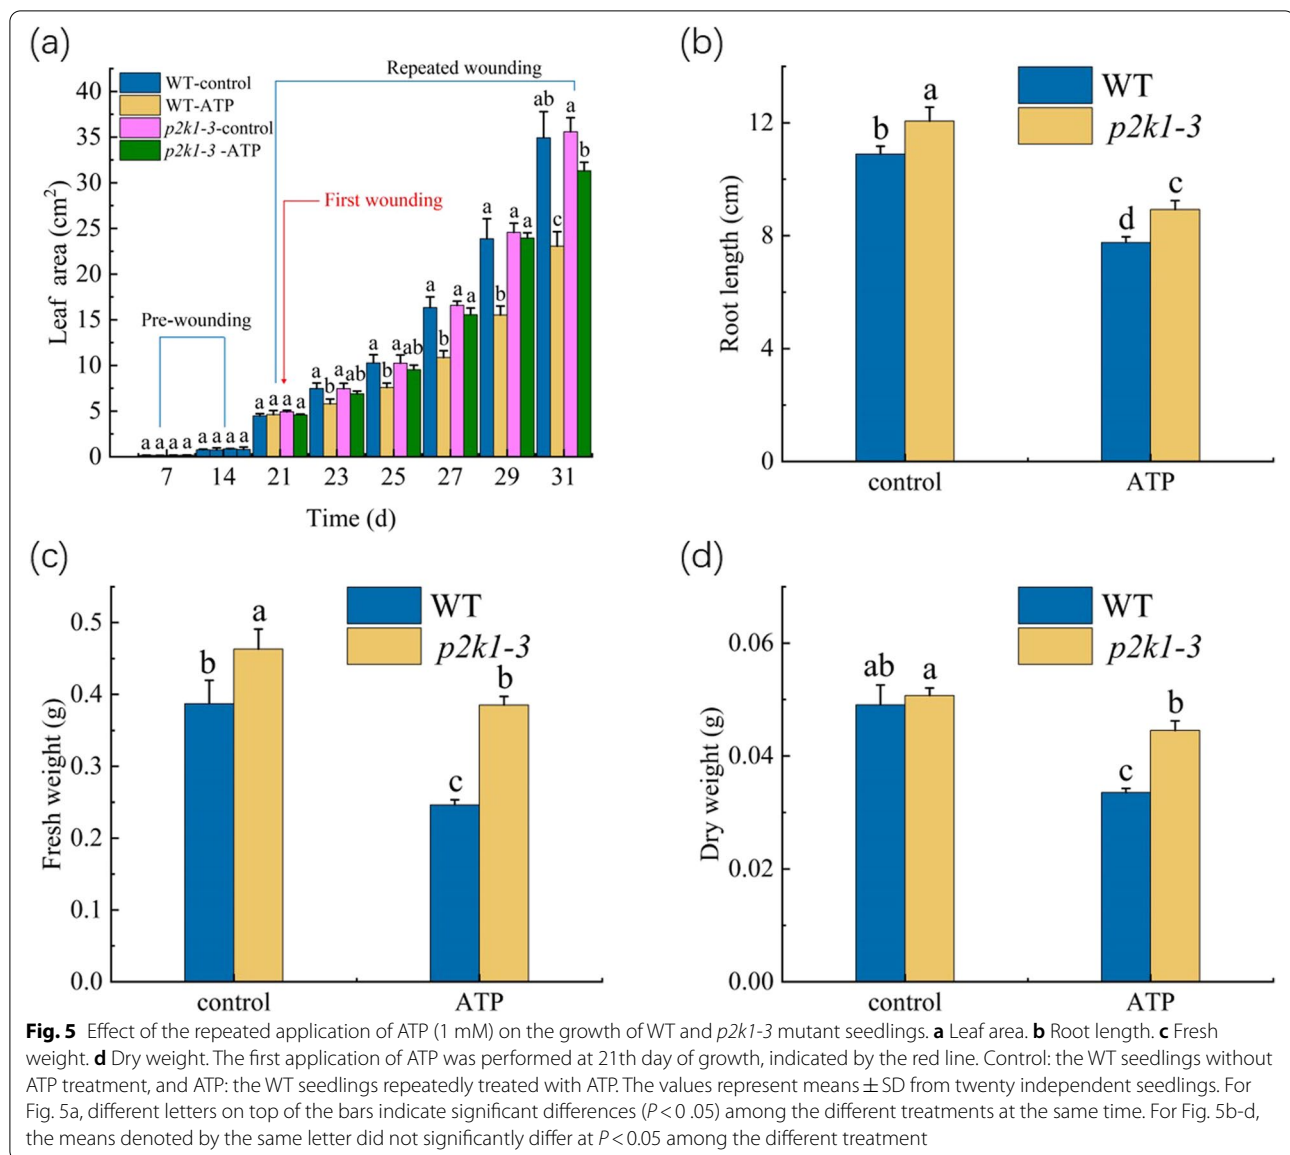 (a)
Repeated wounding
WT-control
WT-ATP
p2k1-3-control
p2k1-3 -ATP
First wounding
Pre-wounding
Leaf area (cm2)
40
35
30
25
20
15
10
5
0
a a a a
a a a a
a a a a
a b a ab
a b a ab
a b a a
a b a a
ab c a b
7 14 21 23 25 27 29 31
Time (d)
(b)
WT
p2k1-3
Root length (cm)
12
8
4
0
b a d c
control ATP
(c)
WT
p2k1-3
Fresh weight (g)
0.5
0.4
0.3
0.2
0.1
0.0
b a c b
control ATP
(d)
WT
p2k1-3
Dry weight (g)
0.06
0.04
0.02
0.00
ab a c b
control ATP
Fig. 5 Effect of the repeated application of ATP (1 mM) on the growth of WT and p2k1-3 mutant seedlings. a Leaf area. b Root length. c Fresh
weight. d Dry weight. The first application of ATP was performed at 21th day of growth, indicated by the red line. Control: the WT seedlings without
ATP treatment, and ATP: the WT seedlings repeatedly treated with ATP. The values represent means ± SD from twenty independent seedlings. For
Fig. 5a, different letters on top of the bars indicate significant differences (P < 0 .05) among the different treatments at the same time. For Fig. 5b-d,
the means denoted by the same letter did not significantly differ at P < 0.05 among the different treatment